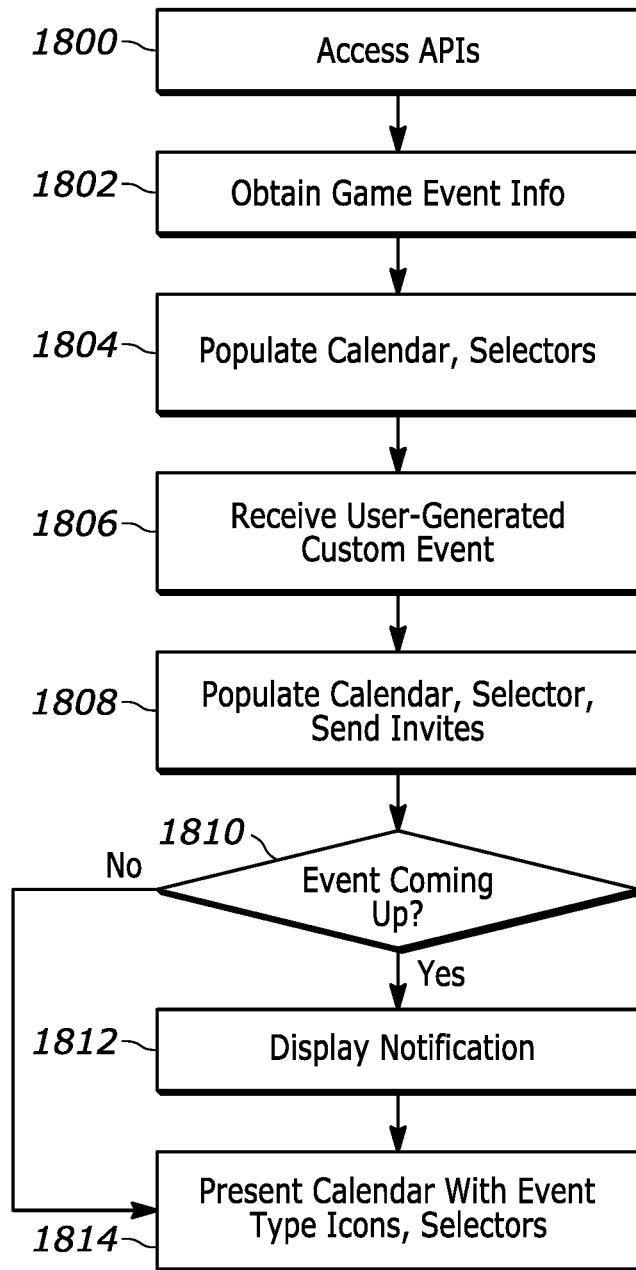 1800
Access APIs
1802
Obtain Game Event Info
1804
Populate Calendar, Selectors
1806
Receive User-Generated
Custom Event
1808
Populate Calendar, Selector,
Send Invites
1810
No
Event Coming
Up?
Yes
1812
Display Notification
Present Calendar With Event
Type Icons, Selectors
1814